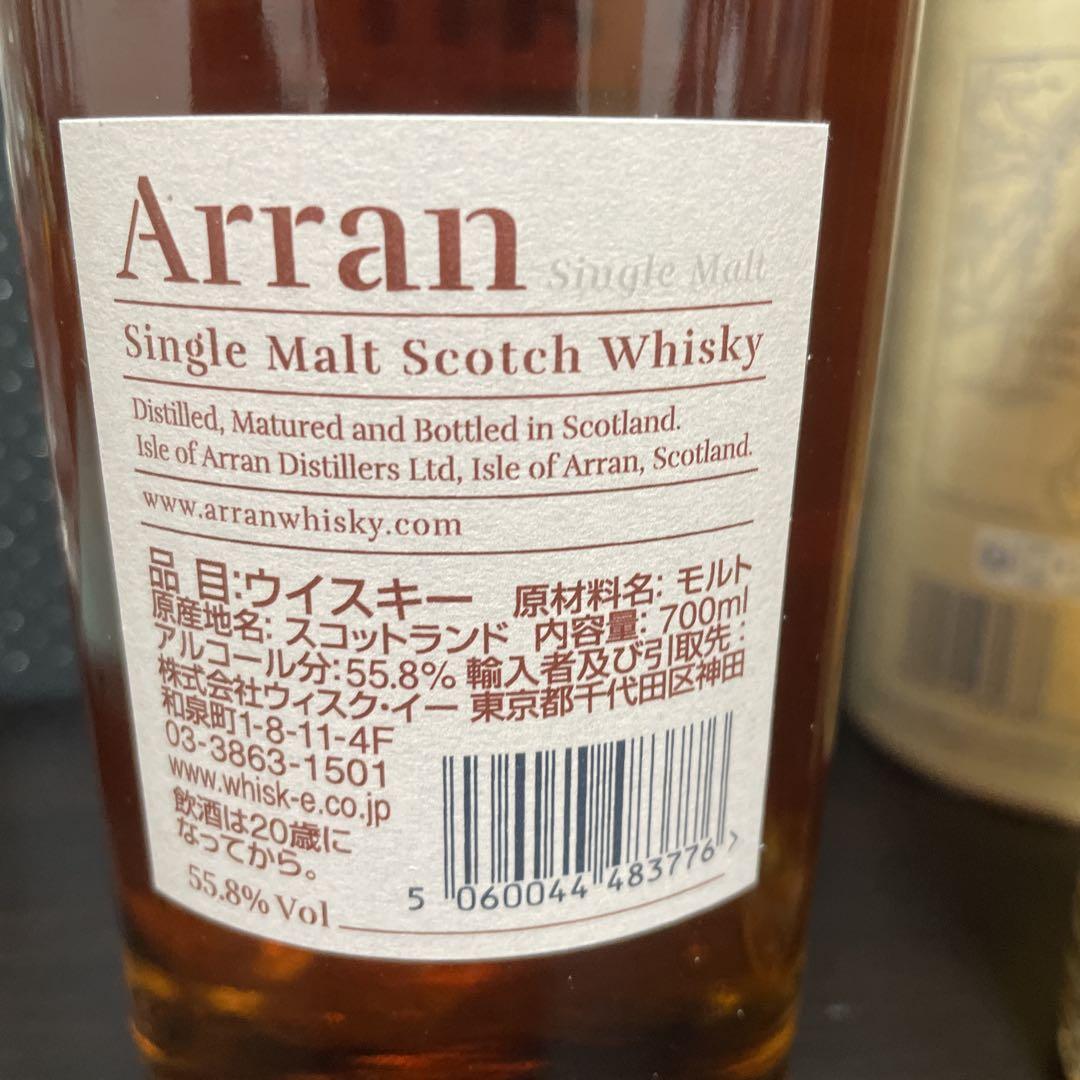 Arran Single Malt
Single Malt Scotch Whisky
Distilled, Matured and Bottled in Scotland.
Isle of Arran Distillers Ltd, Isle of Arran, Scotland.
www.arranwhisky.com
品 目:ウイスキー 原材料名: モルト
原産地名: スコットランド 内容量: 700ml
アルコール分:55.8% 輸入者及び引取先:
株式会社ウィスク・イー 東京都千代田区神田
和泉町1-8-11-4F
03-3863-1501
www.whisk-e.co.jp
飲酒は20歳に
なってから。
55.8% Vol
5 060044 483776 >